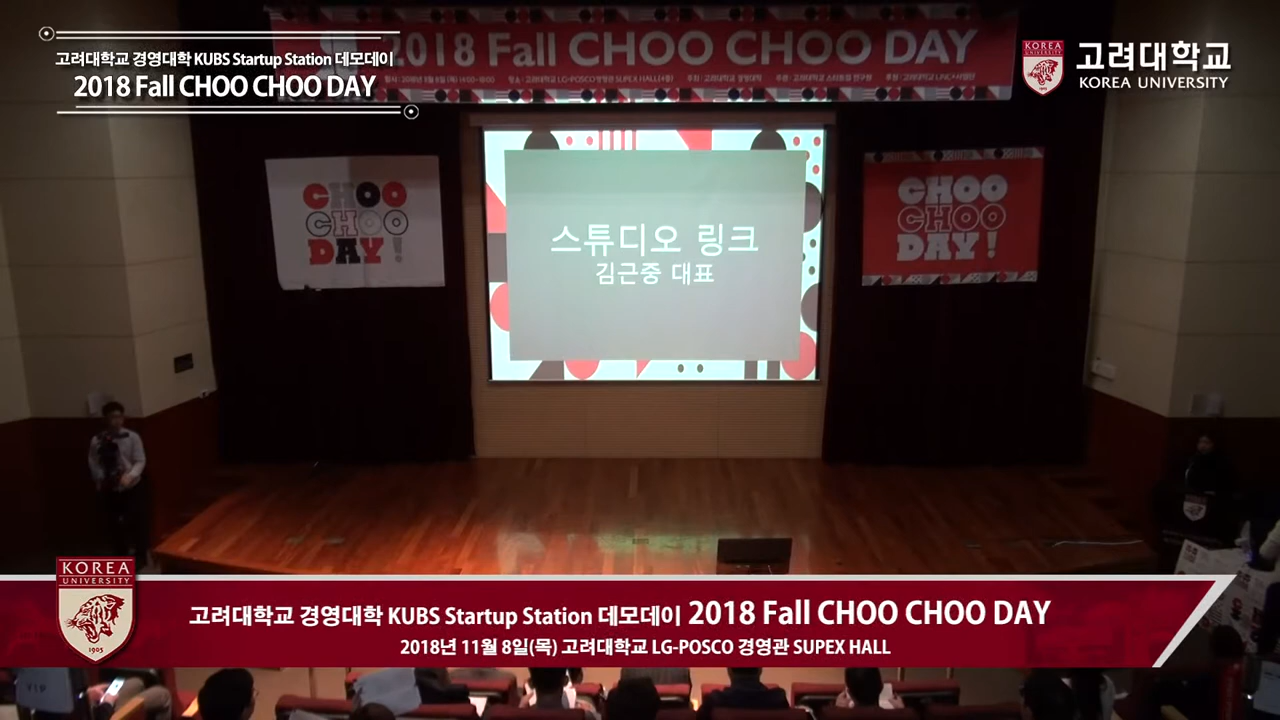 고려대학교 경영대학 KUBS Startup Station 데모데이
2018 Fall CHOO CHOO DAY
2018 Fall CHOO CHOO DAY
KOREA
UNIVERSITY
1905
고려대학교
KOREA UNIVERSITY
CHOO
CHOO
DAY!
스튜디오 링크
김근중 대표
CHOO
CHOO
DAY!
KOREA
UNIVERSITY
1905
고려대학교 경영대학 KUBS Startup Station 데모데이 2018 Fall CHOO CHOO DAY
2018년 11월 8일(목) 고려대학교 LG-POSCO 경영관 SUPEX HALL
VIP